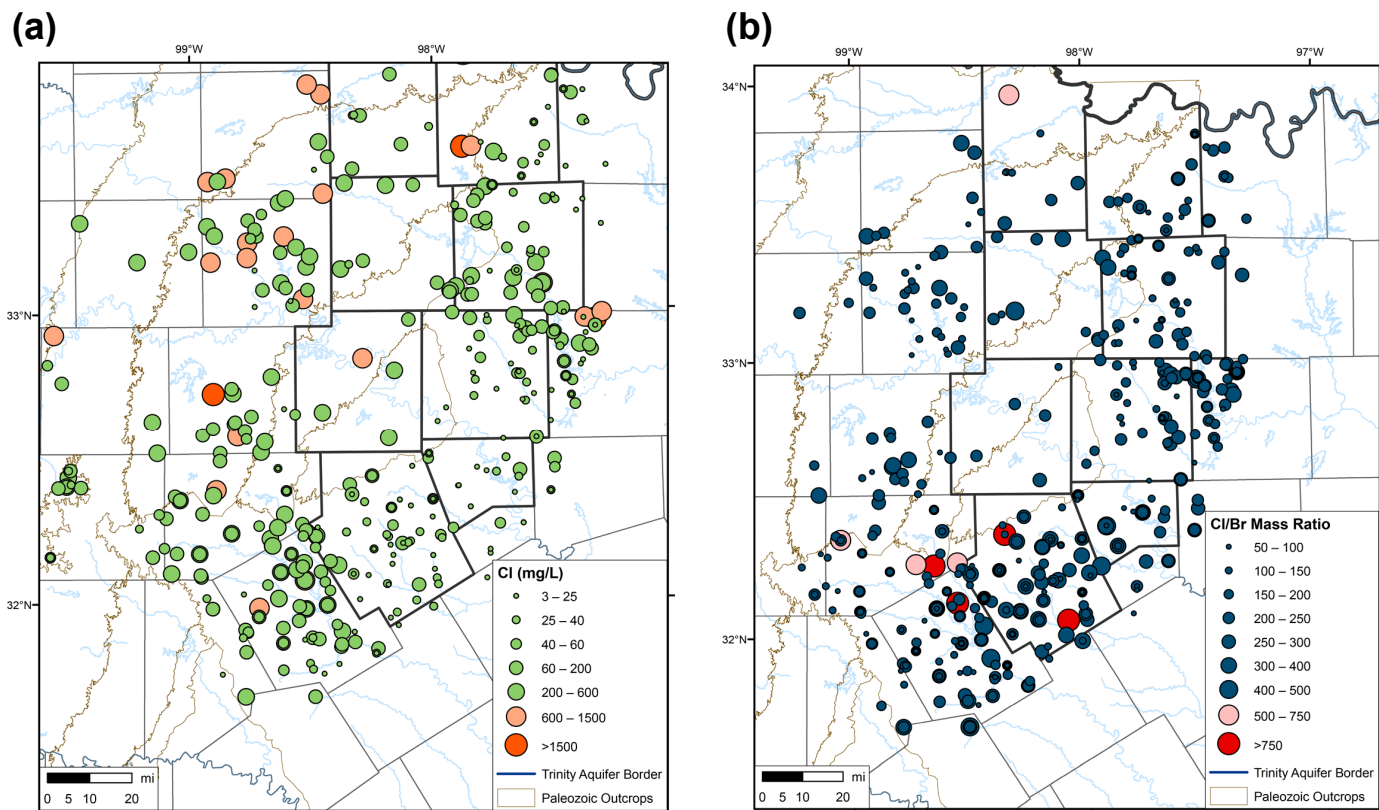 (a)
99°W 98°W
33°N
32°N
Cl (mg/L)
3 – 25
25 – 40
40 – 60
60 – 200
200 – 600
600 – 1500
>1500
Trinity Aquifer Border
Paleozoic Outcrops
mi
0 5 10 20
(b)
99°W 98°W 97°W
34°N
33°N
32°N
Cl/Br Mass Ratio
50 – 100
100 – 150
150 – 200
200 – 250
250 – 300
300 – 400
400 – 500
500 – 750
>750
Trinity Aquifer Border
Paleozoic Outcrops
mi
0 5 10 20